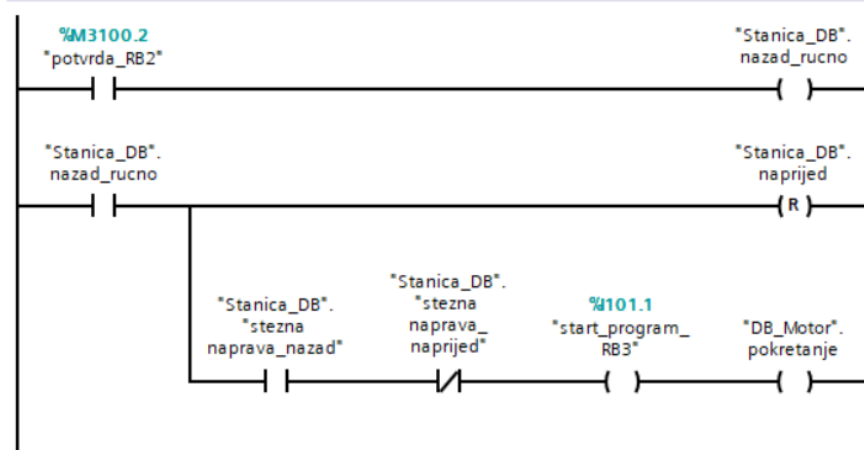 %M3100.2
"potvrda_RB2"
"Stanica_DB".
nazad_rucno
"Stanica_DB".
nazad_rucno
"Stanica_DB".
naprijed
R
"Stanica_DB".
"stezna
naprava_nazad"
"Stanica_DB".
"stezna
naprava_
naprijed"
%I101.1
"start_program_
RB3"
"DB_Motor".
pokretanje